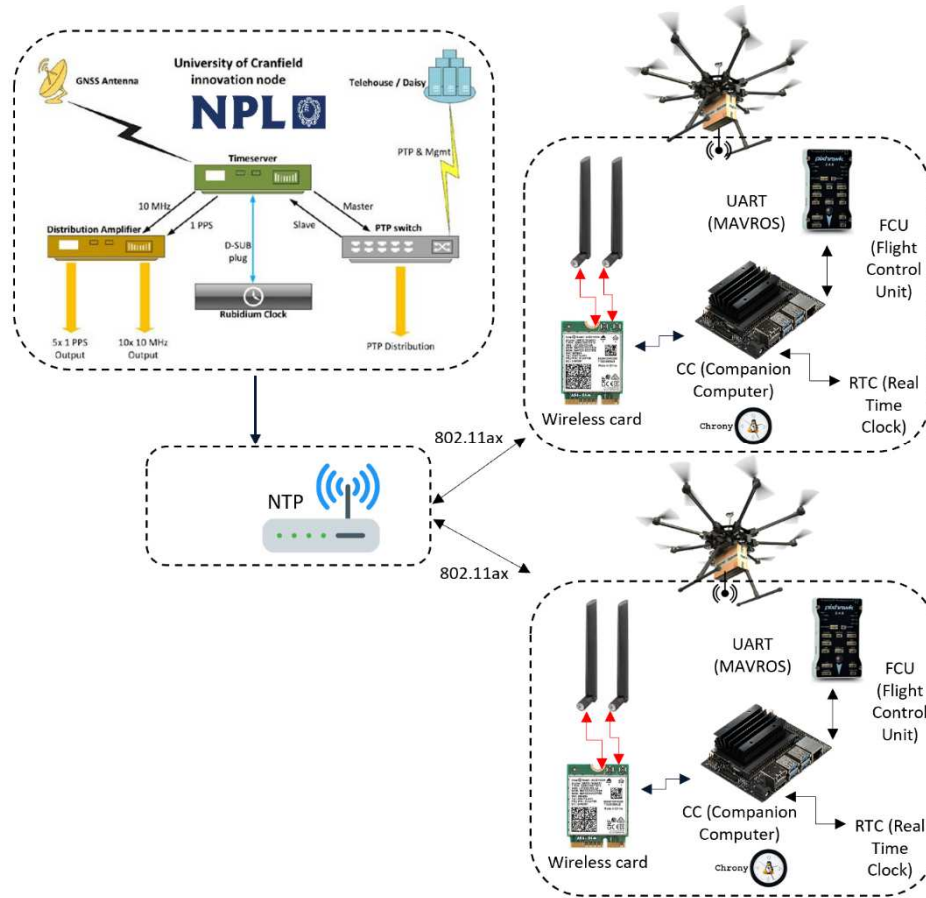 GNSS Antenna
University of Cranfield
innovation node
NPL
Telehouse / Daisy
PTP & Mgmt
Timeserver
10 MHz
1 PPS
Slave
Master
Distribution Amplifier
D-SUB
plug
PTP switch
Rubidium Clock
5x 1 PPS
Output
10x 10 MHz
Output
PTP Distribution
NTP
802.11ax
802.11ax
UART
(MAVROS)
pixhawk
FCU
(Flight
Control
Unit)
Wireless card
CC (Companion
Computer)
Chrony
RTC (Real
Time
Clock)
UART
(MAVROS)
pixhawk
FCU
(Flight
Control
Unit)
Wireless card
CC (Companion
Computer)
Chrony
RTC (Real
Time
Clock)